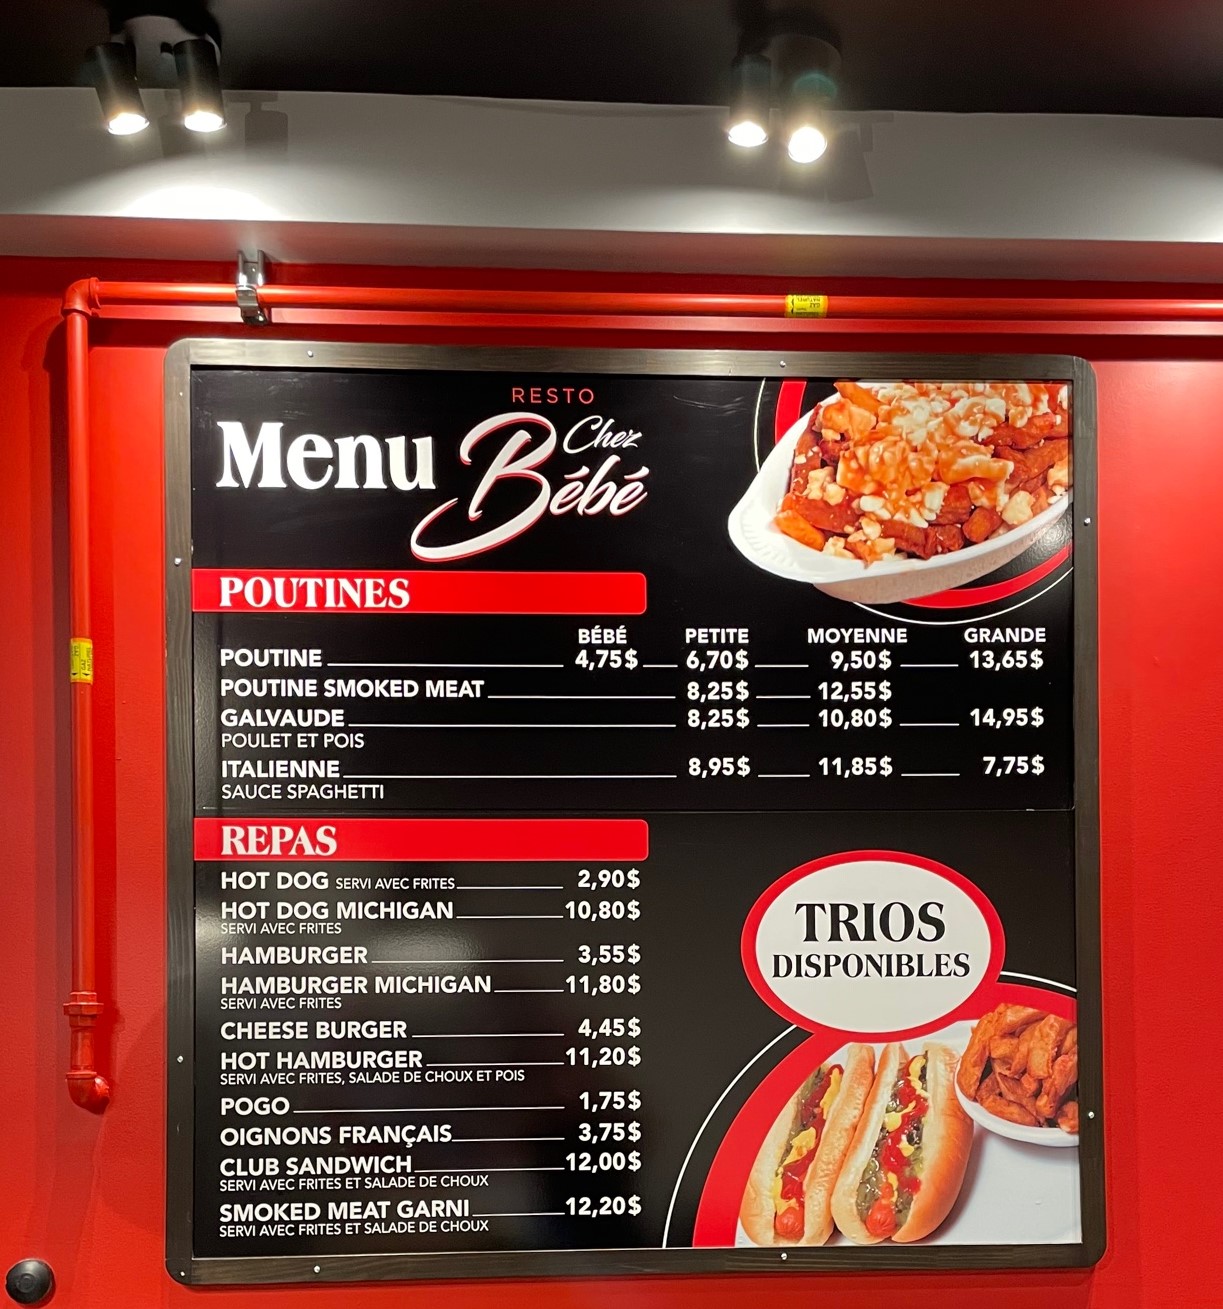 RESTO
Menu Chez Bébé
POUTINES
BÉBÉ PETITE MOYENNE GRANDE
POUTINE 4,75$ 6,70$ 9,50$ 13,65$
POUTINE SMOKED MEAT 8,25$ 12,55$
GALVAUDE 8,25$ 10,80$ 14,95$
POULET ET POIS
ITALIENNE 8,95$ 11,85$ 7,75$
SAUCE SPAGHETTI
REPAS
HOT DOG SERVI AVEC FRITES 2,90$
HOT DOG MICHIGAN 10,80$
SERVI AVEC FRITES
HAMBURGER 3,55$
HAMBURGER MICHIGAN 11,80$
SERVI AVEC FRITES
CHEESE BURGER 4,45$
HOT HAMBURGER 11,20$
SERVI AVEC FRITES, SALADE DE CHOUX ET POIS
POGO 1,75$
OIGNONS FRANÇAIS 3,75$
CLUB SANDWICH 12,00$
SERVI AVEC FRITES ET SALADE DE CHOUX
SMOKED MEAT GARNI 12,20$
SERVI AVEC FRITES ET SALADE DE CHOUX
TRIOS
DISPONIBLES